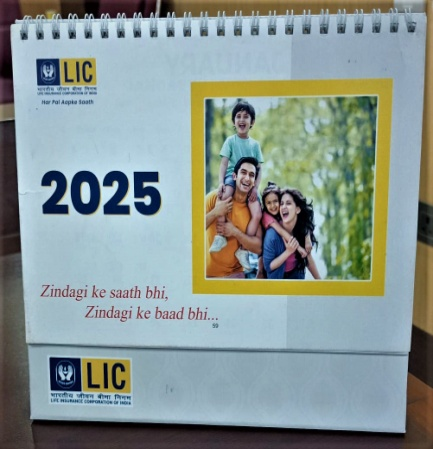 LIC
भारतीय जीवन बीमा निगम
LIFE INSURANCE CORPORATION OF INDIA
Har Pal Aapke Saath
2025
Zindagi ke saath bhi,
Zindagi ke baad bhi...
LIC
भारतीय जीवन बीमा निगम
LIFE INSURANCE CORPORATION OF INDIA